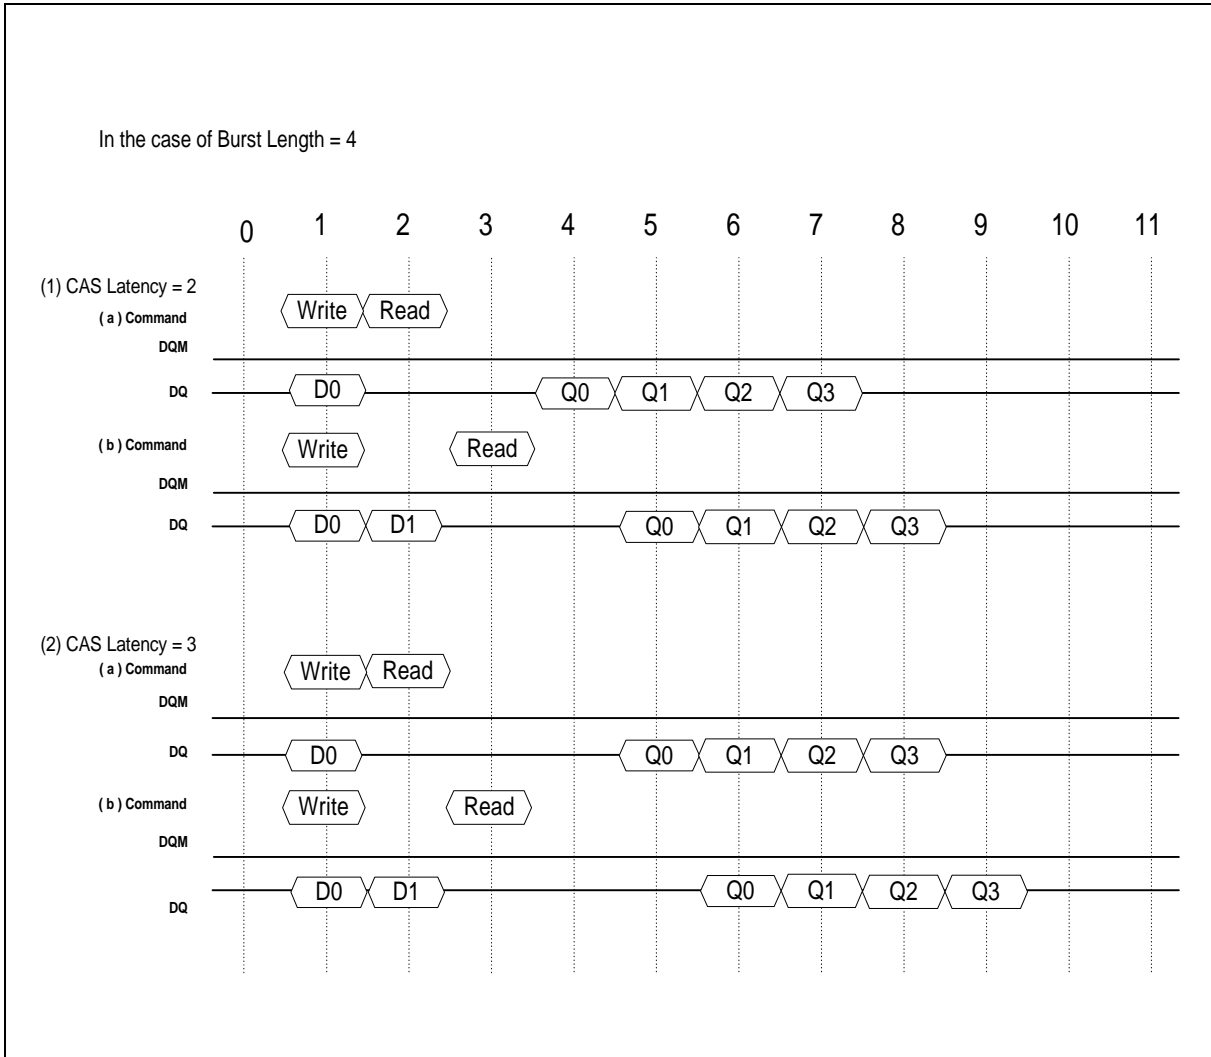 In the case of Burst Length = 4
0 1 2 3 4 5 6 7 8 9 10 11
(1) CAS Latency = 2
( a ) Command Write Read
DQM
DQ D0 Q0 Q1 Q2 Q3
( b ) Command Write Read
DQM
DQ D0 D1 Q0 Q1 Q2 Q3
(2) CAS Latency = 3
( a ) Command Write Read
DQM
DQ D0 Q0 Q1 Q2 Q3
( b ) Command Write Read
DQM
DQ D0 D1 Q0 Q1 Q2 Q3